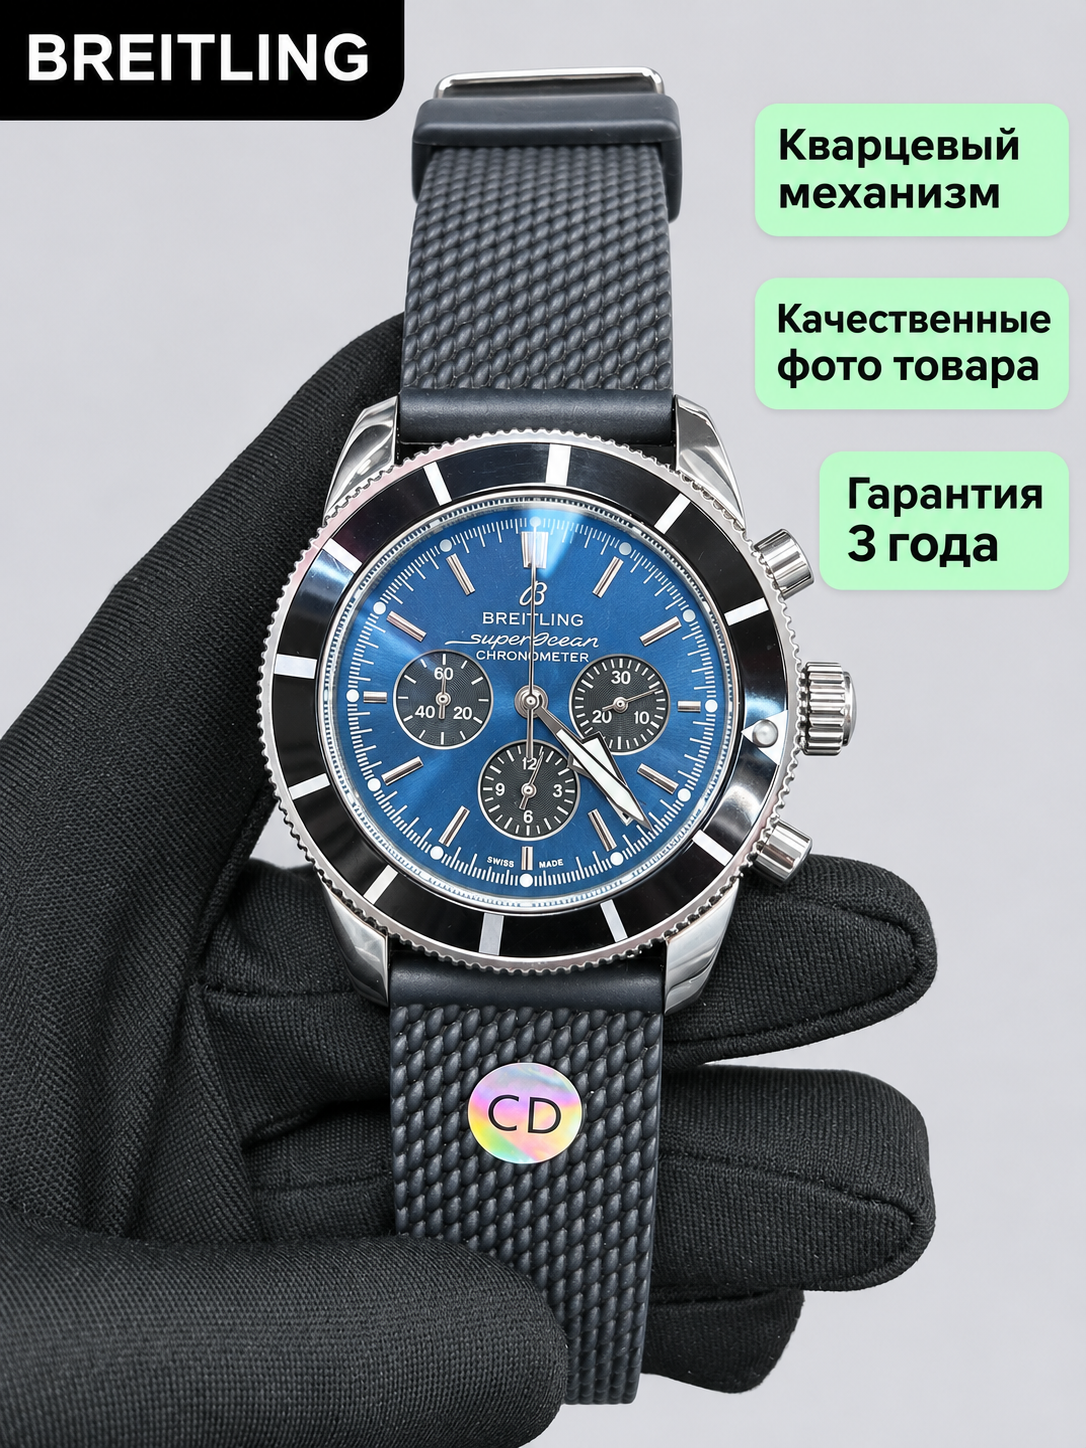 BREITLING
Кварцевый
механизм
Качественные
фото товара
Гарантия
3 года
B
BREITLING
superocean
CHRONOMETER
60
40 20
30
20 10
12
9 3
6
SWISS MADE
CD